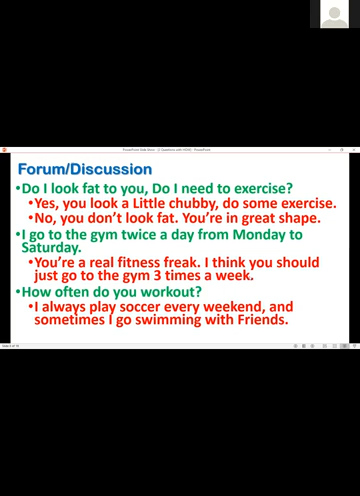 Forum/Discussion
•Do I look fat to you, Do I need to exercise?
•Yes, you look a Little chubby, do some exercise.
•No, you don't look fat. You're in great shape.
•I go to the gym twice a day from Monday to
Saturday.
•You're a real fitness freak. I think you should
just go to the gym 3 times a week.
•How often do you workout?
•I always play soccer every weekend, and
sometimes I go swimming with Friends.